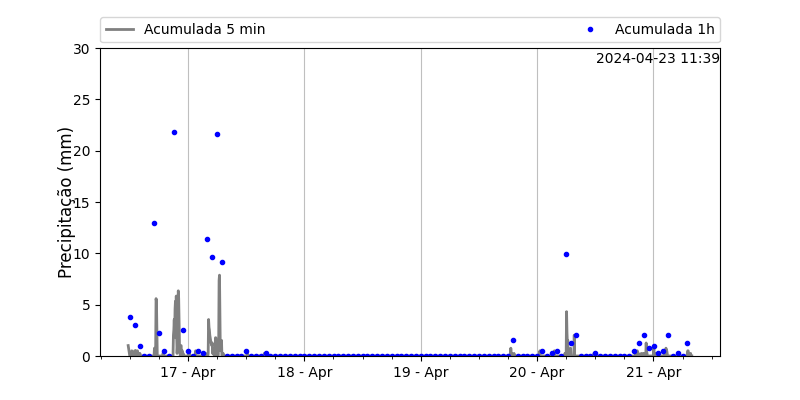 Acumulada 5 min
Acumulada 1h
2024-04-23 11:39
Precipitação (mm)
30
25
20
15
10
5
0
17 - Apr
18 - Apr
19 - Apr
20 - Apr
21 - Apr